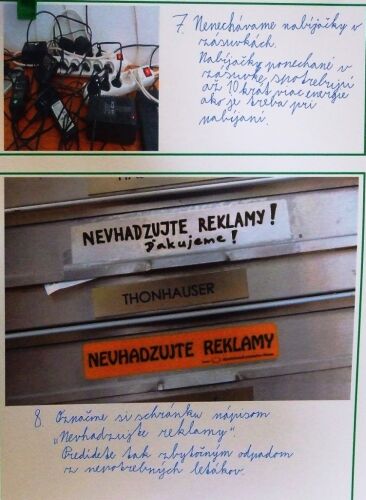 7. Nenechávame nabíjačky v
zásuvkách.
Nabíjačky ponechané v
zásuvke, spotrebujú
až 10 krát viac energie
ako je treba pri
nabíjaní.
NEVHADZUJTE REKLAMY!
Ďakujeme!
THONHAUSER
NEVHADZUJTE REKLAMY
8. Označme si schránku nápisom
„Nevhadzujte reklamy".
Predídete tak zbytočným odpadom
z nepotrebných letákov.